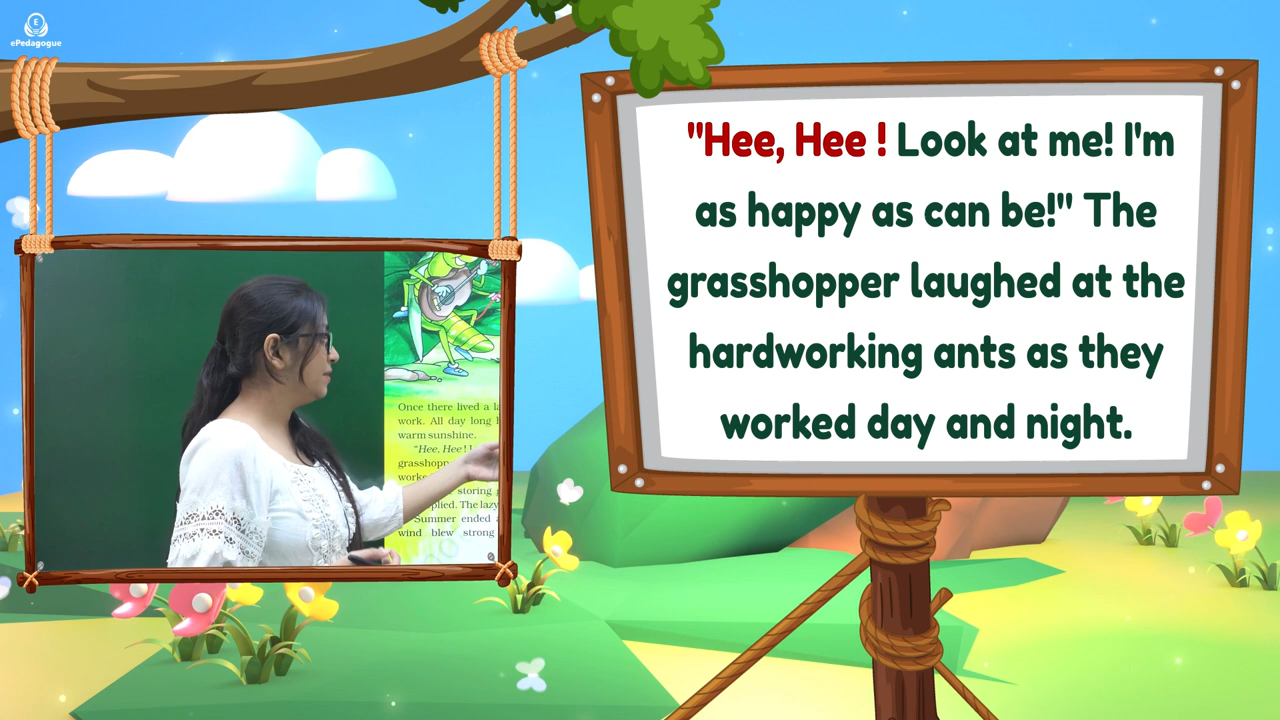 E
ePedagogue
"Hee, Hee ! Look at me! I'm
as happy as can be!" The
grasshopper laughed at the
hardworking ants as they
worked day and night.
Once there lived a
work. All day long
warm sunshine.
"Hee, Hee!
storing
The lazy
Summer ended
wind blew strong